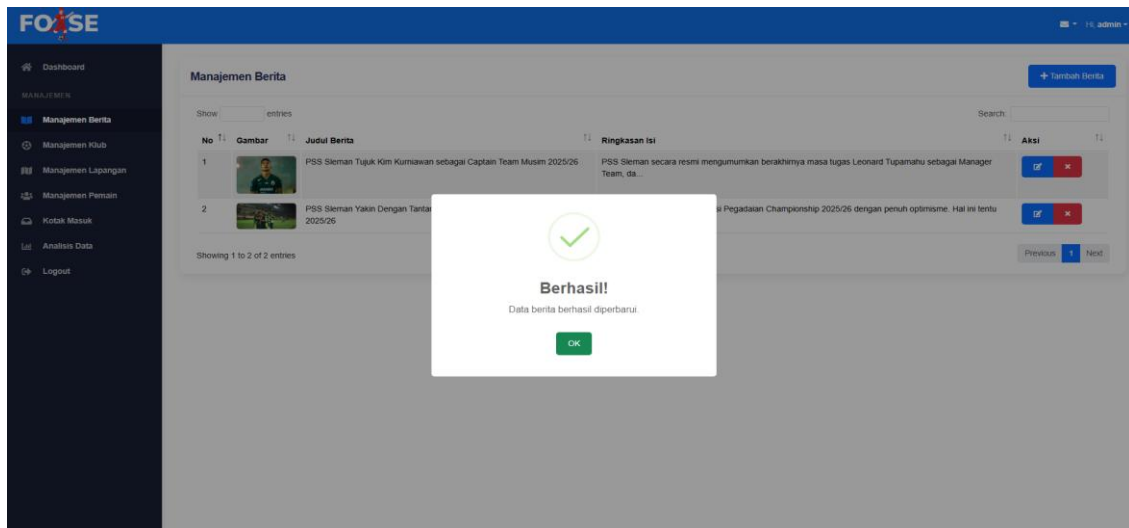 FO SE
Hi, admin
Dashboard
MANAJEMEN
Manajemen Berita
Manajemen Klub
Manajemen Lapangan
Manajemen Pemain
Kotak Masuk
Analisis Data
Logout
Manajemen Berita
+ Tambah Berita
Show entries
Search:
No Gambar Judul Berita Ringkasan Isi Aksi
1 PSS Sleman Tujuk Kim Kurniawan sebagai Captain Team Musim 2025/26 PSS Sleman secara resmi mengumumkan berakhirnya masa tugas Leonard Tupamahu sebagai Manager
Team, da...
2 PSS Sleman Yakin Dengan Pegadaian Championship 2025/26 dengan penuh optimisme. Hal ini tentu
2025/26
Showing 1 to 2 of 2 entries
Previous 1 Next
Berhasil!
Data berita berhasil diperbarui.
OK